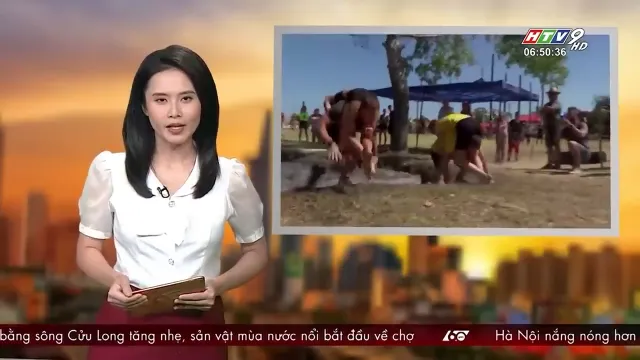 HTV9 HD
06:50:36
bằng sông Cửu Long tăng nhẹ, sản vật mùa nước nổi bắt đầu về chợ
60
Hà Nội nắng nóng hơn